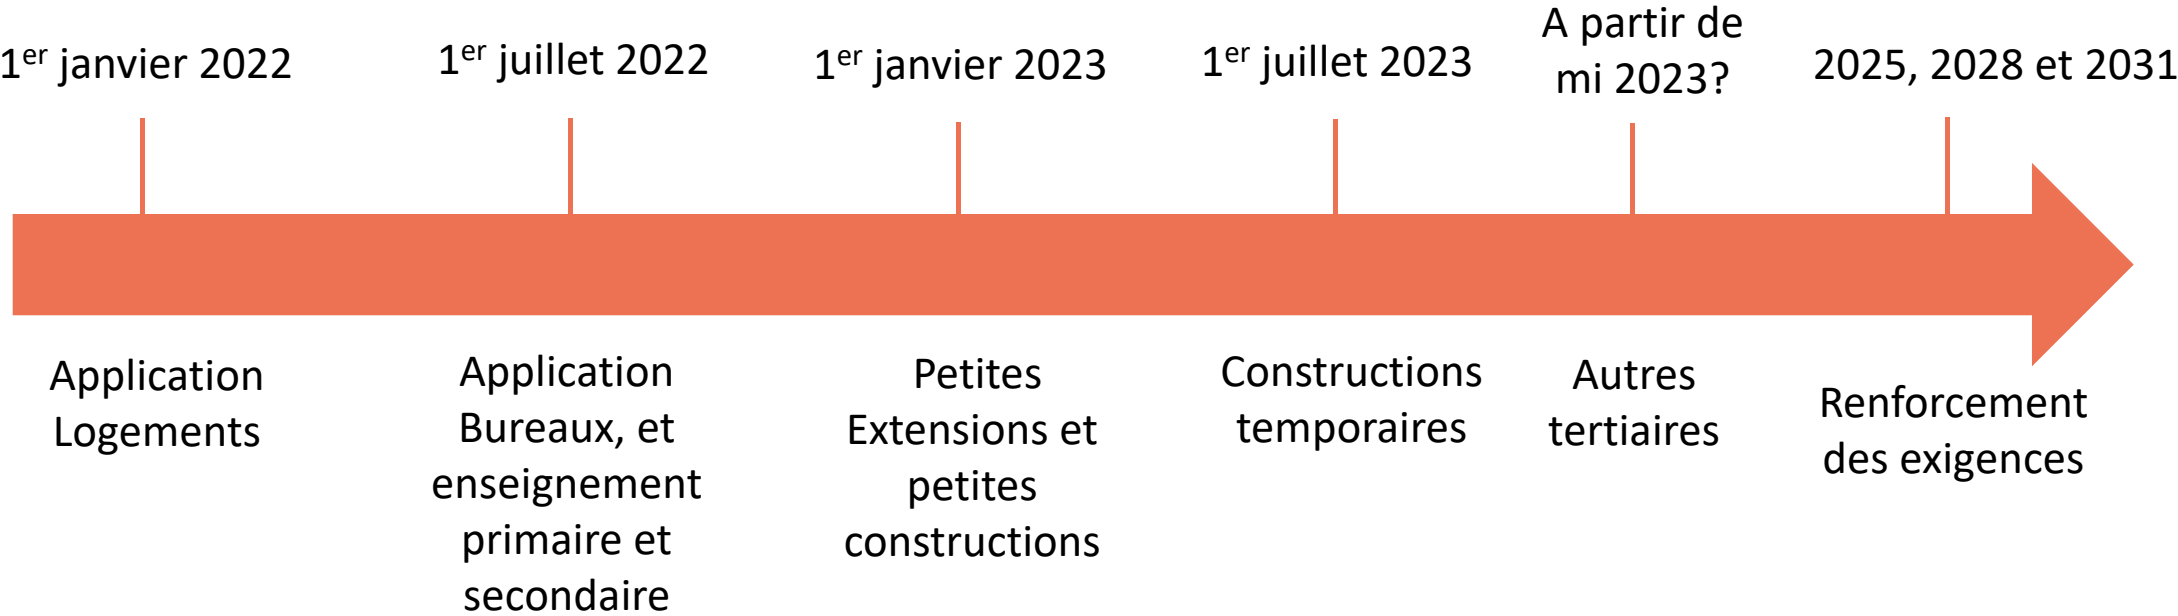 1er janvier 2022
1er juillet 2022
1er janvier 2023
1er juillet 2023
A partir de
mi 2023?
2025, 2028 et 2031
Application
Logements
Application
Bureaux, et
enseignement
primaire et
secondaire
Petites
Extensions et
petites
constructions
Constructions
temporaires
Autres
tertiaires
Renforcement
des exigences